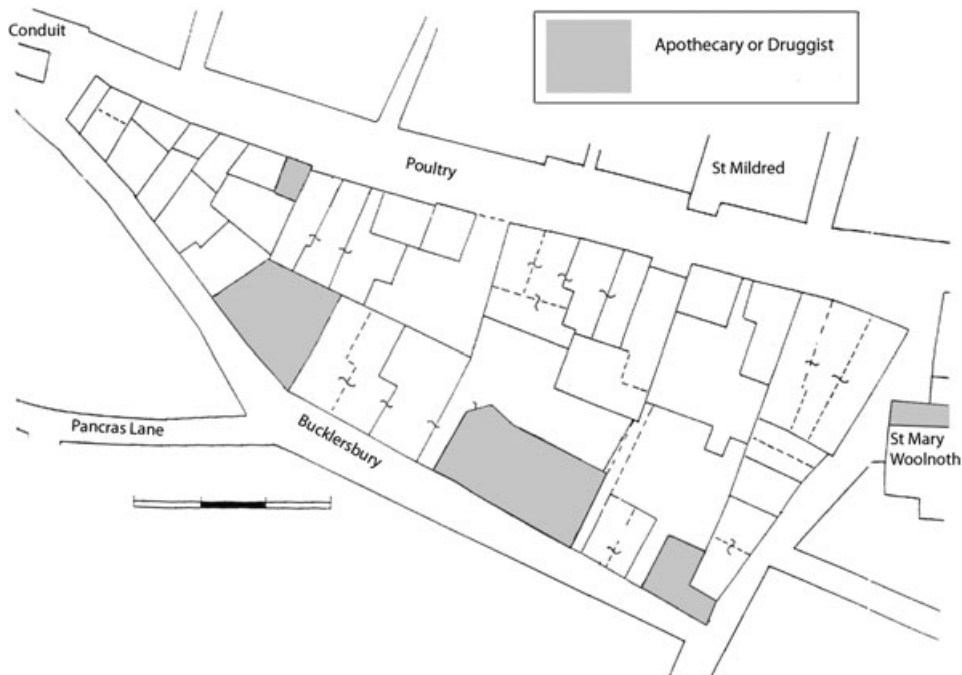 Conduit
Apothecary or Druggist
Poultry
St Mildred
Pancras Lane
Bucklersbury
St Mary
Woolnoth